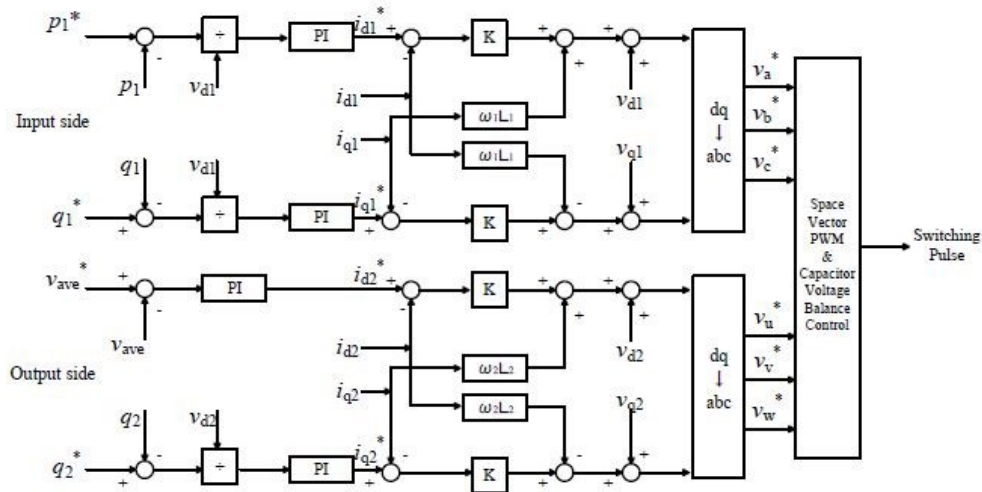 p1* + - ÷ PI id1* + - K + + + + va*
p1 vd1 id1 vd1
Input side
ω1L1
iq1
ω1L1
dq
↓
abc
vb*
q1 vd1 vq1 vc*
q1* + - ÷ PI iq1* + - K + - + +
Space
Vector
PWM
&
Capacitor
Voltage
Balance
Control
Switching
Pulse
vave* + - PI id2* + - K + + + +
vave id2 vd2 vu*
Output side
ω2L2
iq2
ω2L2
dq
↓
abc
vv*
q2 vd2 vq2 vw*
q2* + - ÷ PI iq2* + - K + - + +